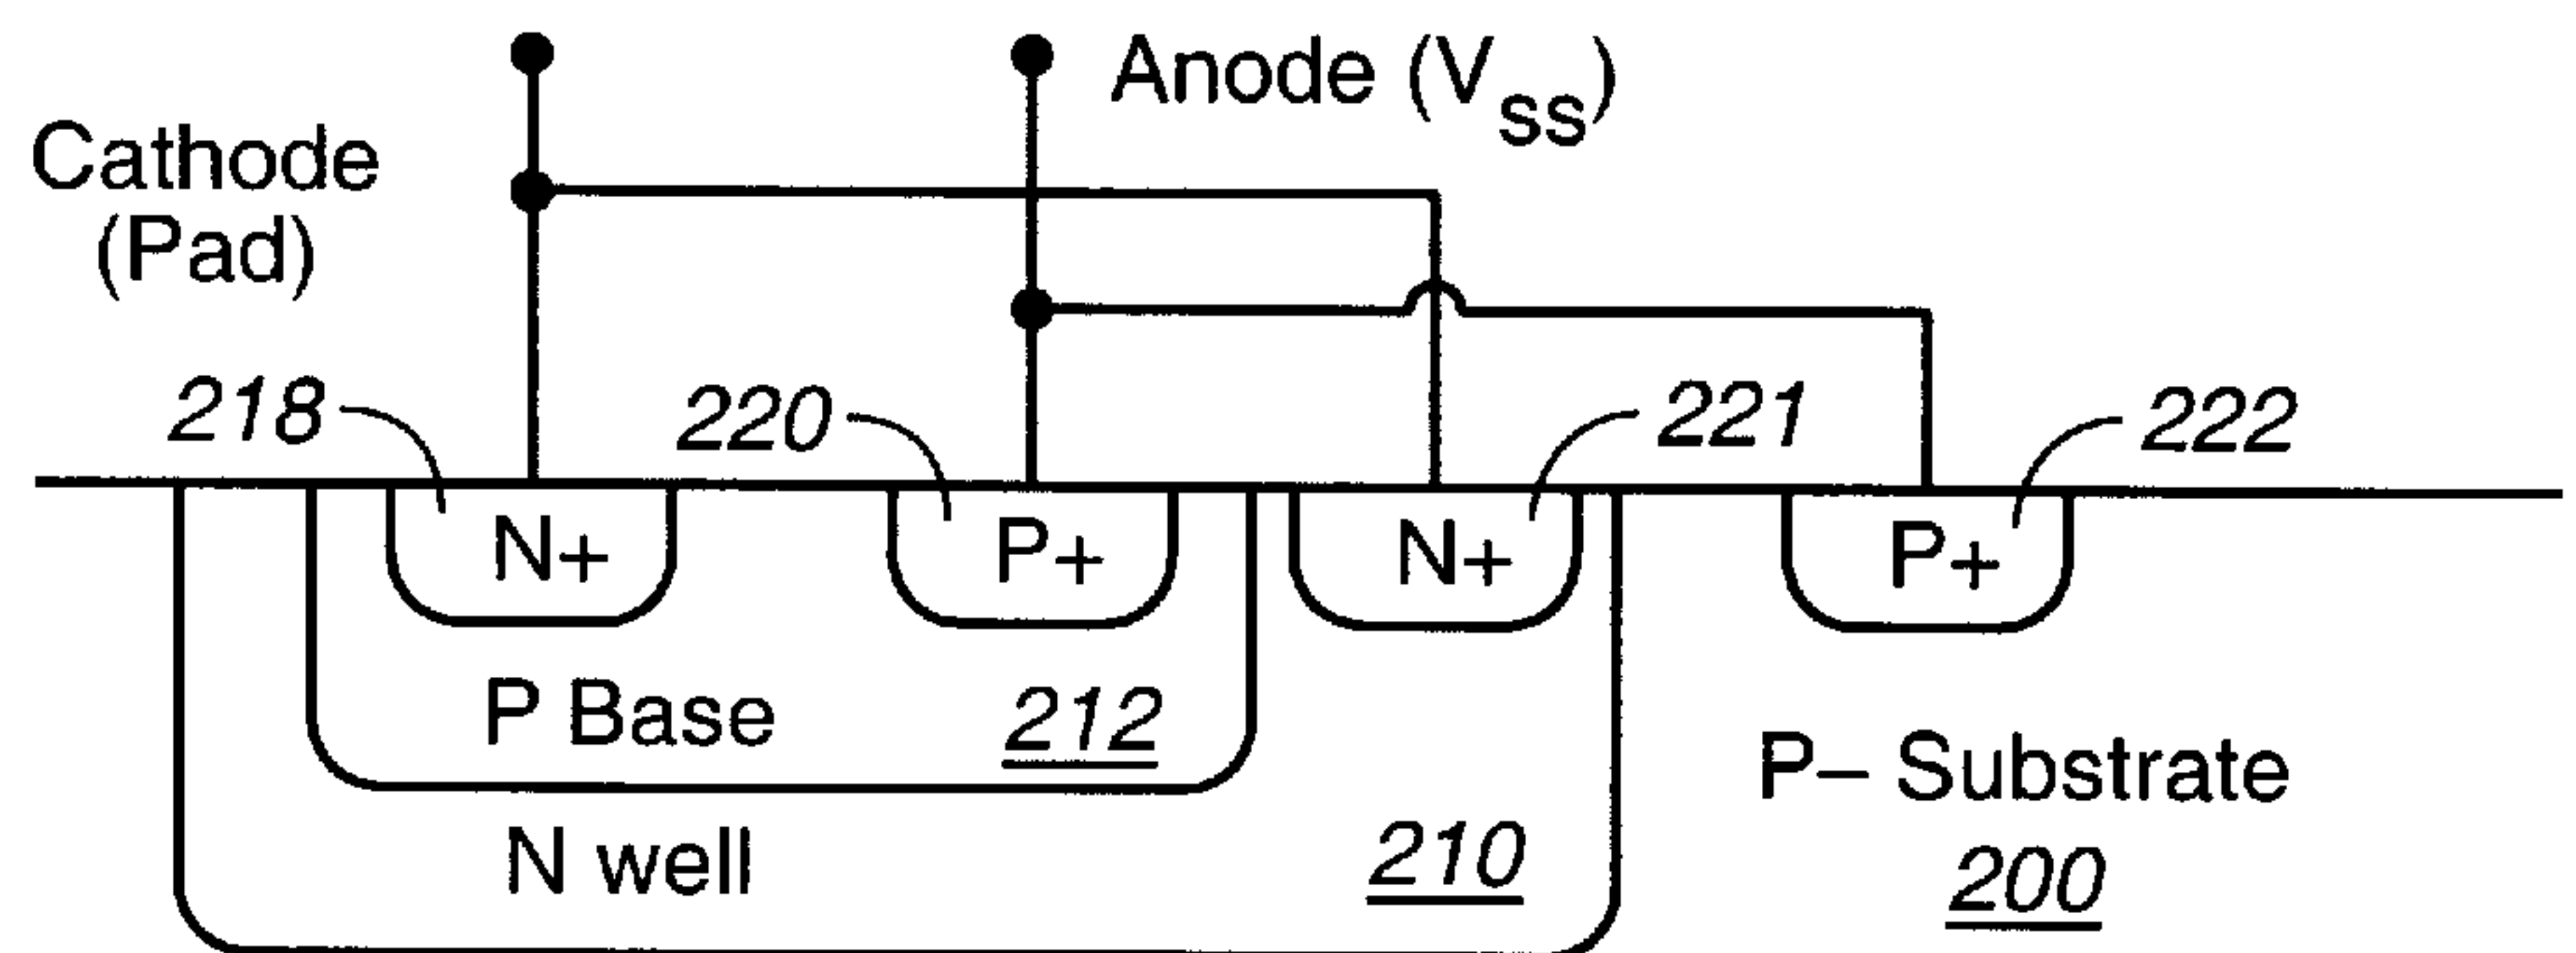 Anode (Vss)
Cathode
(Pad)
218
220
221
222
N+
P+
N+
P+
P Base
212
P– Substrate
N well
210
200